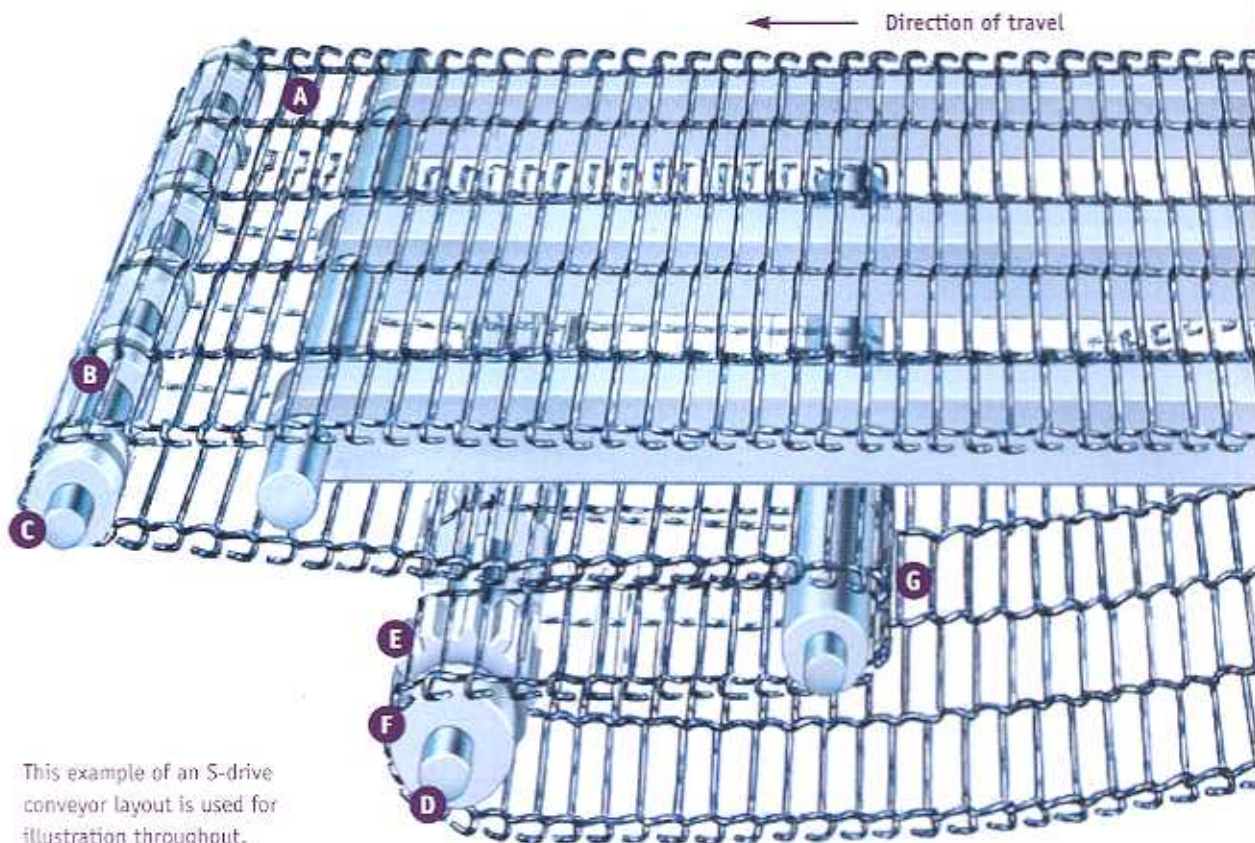 Direction of travel
A
B
C
G
E
F
D
This example of an S-drive
conveyor layout is used for
illustration throughout.